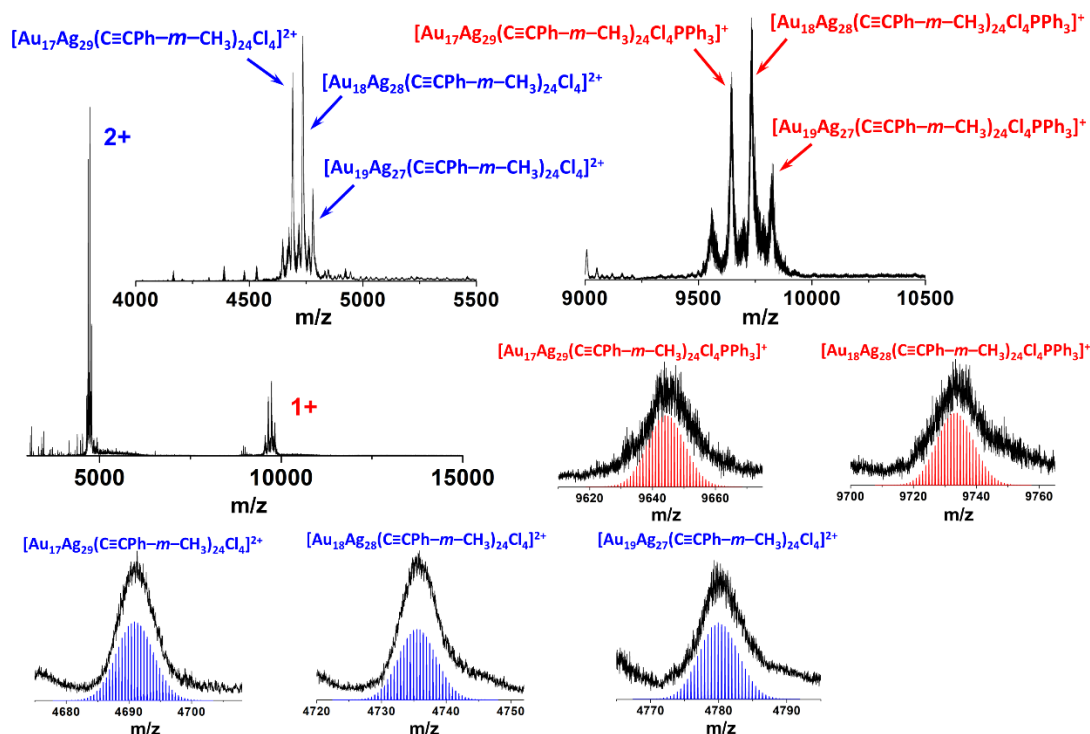 [Au₁₇Ag₂₉(C≡CPh–m–CH₃)₂₄Cl₄]²⁺
[Au₁₈Ag₂₈(C≡CPh–m–CH₃)₂₄Cl₄]²⁺
[Au₁₉Ag₂₇(C≡CPh–m–CH₃)₂₄Cl₄]²⁺
4000 4500 5000 5500
m/z
[Au₁₇Ag₂₉(C≡CPh–m–CH₃)₂₄Cl₄PPh₃]⁺
[Au₁₈Ag₂₈(C≡CPh–m–CH₃)₂₄Cl₄PPh₃]⁺
[Au₁₉Ag₂₇(C≡CPh–m–CH₃)₂₄Cl₄PPh₃]⁺
9000 9500 10000 10500
m/z
2+
1+
5000 10000 15000
m/z
[Au₁₇Ag₂₉(C≡CPh–m–CH₃)₂₄Cl₄PPh₃]⁺
9620 9640 9660
m/z
[Au₁₈Ag₂₈(C≡CPh–m–CH₃)₂₄Cl₄PPh₃]⁺
9700 9720 9740 9760
m/z
[Au₁₇Ag₂₉(C≡CPh–m–CH₃)₂₄Cl₄]²⁺
4680 4690 4700
m/z
[Au₁₈Ag₂₈(C≡CPh–m–CH₃)₂₄Cl₄]²⁺
4720 4730 4740 4750
m/z
[Au₁₉Ag₂₇(C≡CPh–m–CH₃)₂₄Cl₄]²⁺
4770 4780 4790
m/z